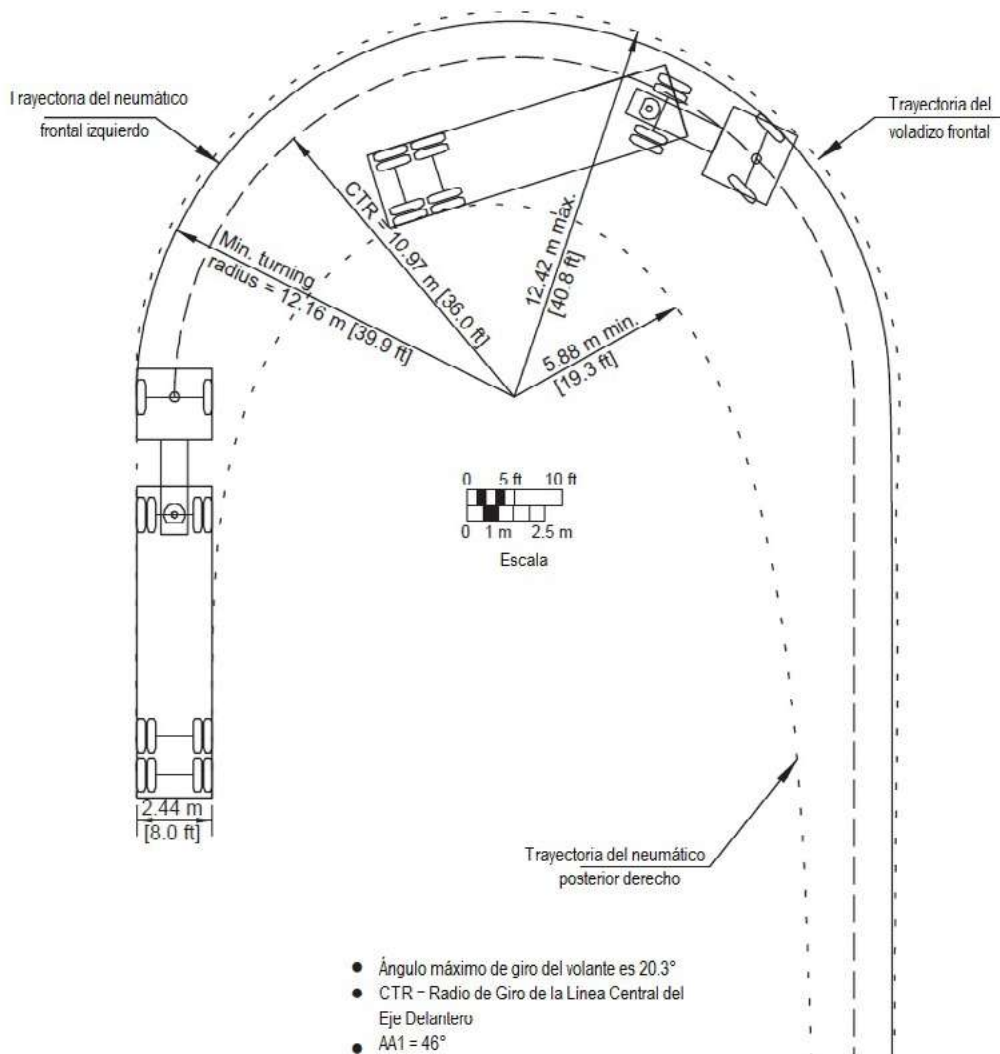 Trayectoria del neumático
frontal izquierdo
Trayectoria del
voladizo frontal
CTR = 10.97 m [36.0 ft]
12.42 m máx.
[40.8 ft]
Min. turning
radius = 12.16 m [39.9 ft]
5.88 m min.
[19.3 ft]
0 5 ft 10 ft
0 1 m 2.5 m
Escala
2.44 m
[8.0 ft]
Trayectoria del neumático
posterior derecho
● Ángulo máximo de giro del volante es 20.3°
● CTR – Radio de Giro de la Línea Central del
Eje Delantero
● AA1 = 46°